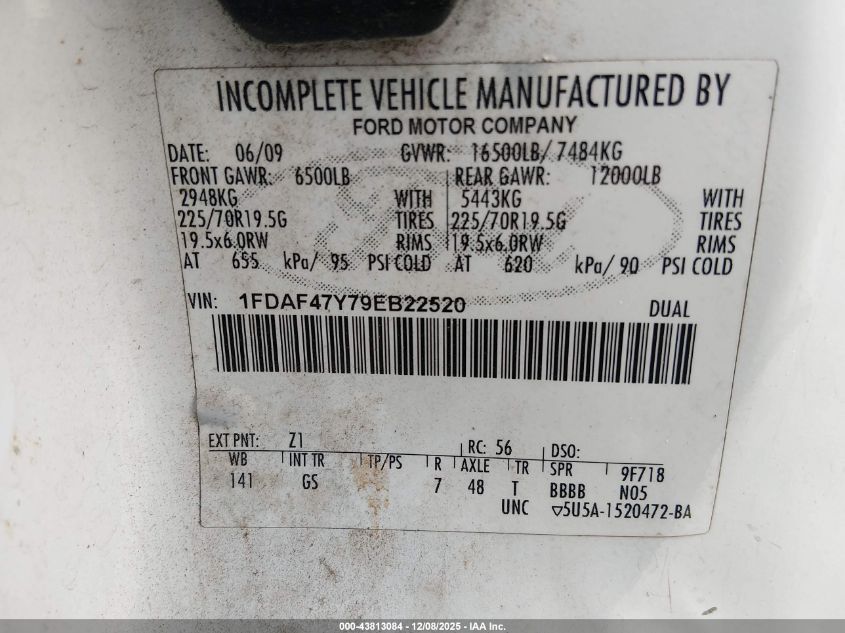 INCOMPLETE VEHICLE MANUFACTURED BY
FORD MOTOR COMPANY
DATE: 06/09 GVWR: 16500LB/ 7484KG
FRONT GAWR: 6500LB REAR GAWR: 12000LB
2948KG WITH 5443KG WITH
225/70R19.5G TIRES 225/70R19.5G TIRES
19.5x6.0RW RIMS 19.5x6.0RW RIMS
AT 655 kPa/ 95 PSI COLD AT 620 kPa/ 90 PSI COLD
VIN: 1FDAF47Y79EB22520 DUAL
EXT PNT: Z1 RC: 56 DSO:
WB INT TR TP/PS R AXLE TR SPR 9F718
141 GS 7 48 T BBBB N05
UNC ▽5U5A-1520472-BA
000-43813084 - 12/08/2025 - IAA Inc.